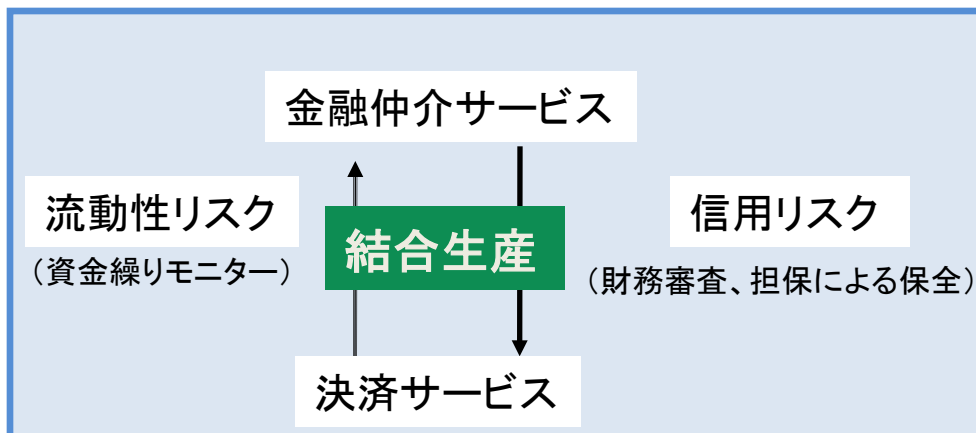 金融仲介サービス
流動性リスク
(資金繰りモニター)
結合生産
信用リスク
(財務審査、担保による保全)
決済サービス